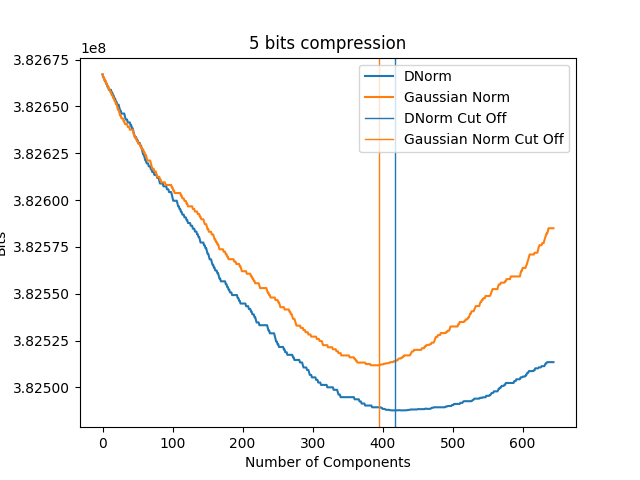 5 bits compression
1e8
3.82675
3.82650
3.82625
3.82600
3.82575
3.82550
3.82525
3.82500
Bits
DNorm
Gaussian Norm
DNorm Cut Off
Gaussian Norm Cut Off
0 100 200 300 400 500 600
Number of Components